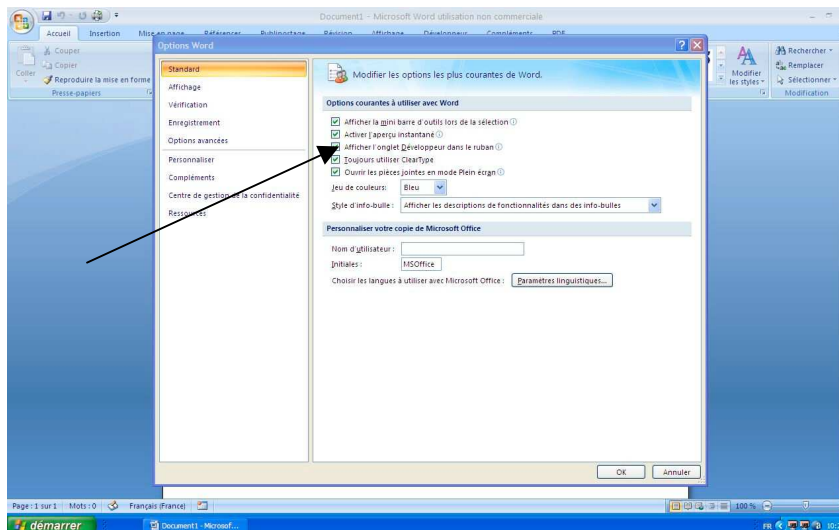 Document1 - Microsoft Word utilisation non commerciale
Accueil Insertion Mise en page Références Publipostage Révision Affichage Développeur Compléments PDF
Couper
Copier
Coller
Reproduire la mise en forme
Presse-papiers
Modifier
les styles
Rechercher
Remplacer
Sélectionner
Modification
Options Word
Standard
Affichage
Vérification
Enregistrement
Options avancées
Personnaliser
Compléments
Centre de gestion de la confidentialité
Ressources
Modifier les options les plus courantes de Word.
Options courantes à utiliser avec Word
Afficher la mini barre d'outils lors de la sélection
Activer l'aperçu instantané
Afficher l'onglet Développeur dans le ruban
Toujours utiliser ClearType
Ouvrir les pièces jointes en mode Plein écran
Jeu de couleurs: Bleu
Style d'info-bulle : Afficher les descriptions de fonctionnalités dans des info-bulles
Personnaliser votre copie de Microsoft Office
Nom d'utilisateur :
Initiales : MSOffice
Choisir les langues à utiliser avec Microsoft Office : Paramètres linguistiques...
OK Annuler
Page : 1 sur 1 Mots : 0 Français (France) 100 %
démarrer Document1 - Microsof... FR